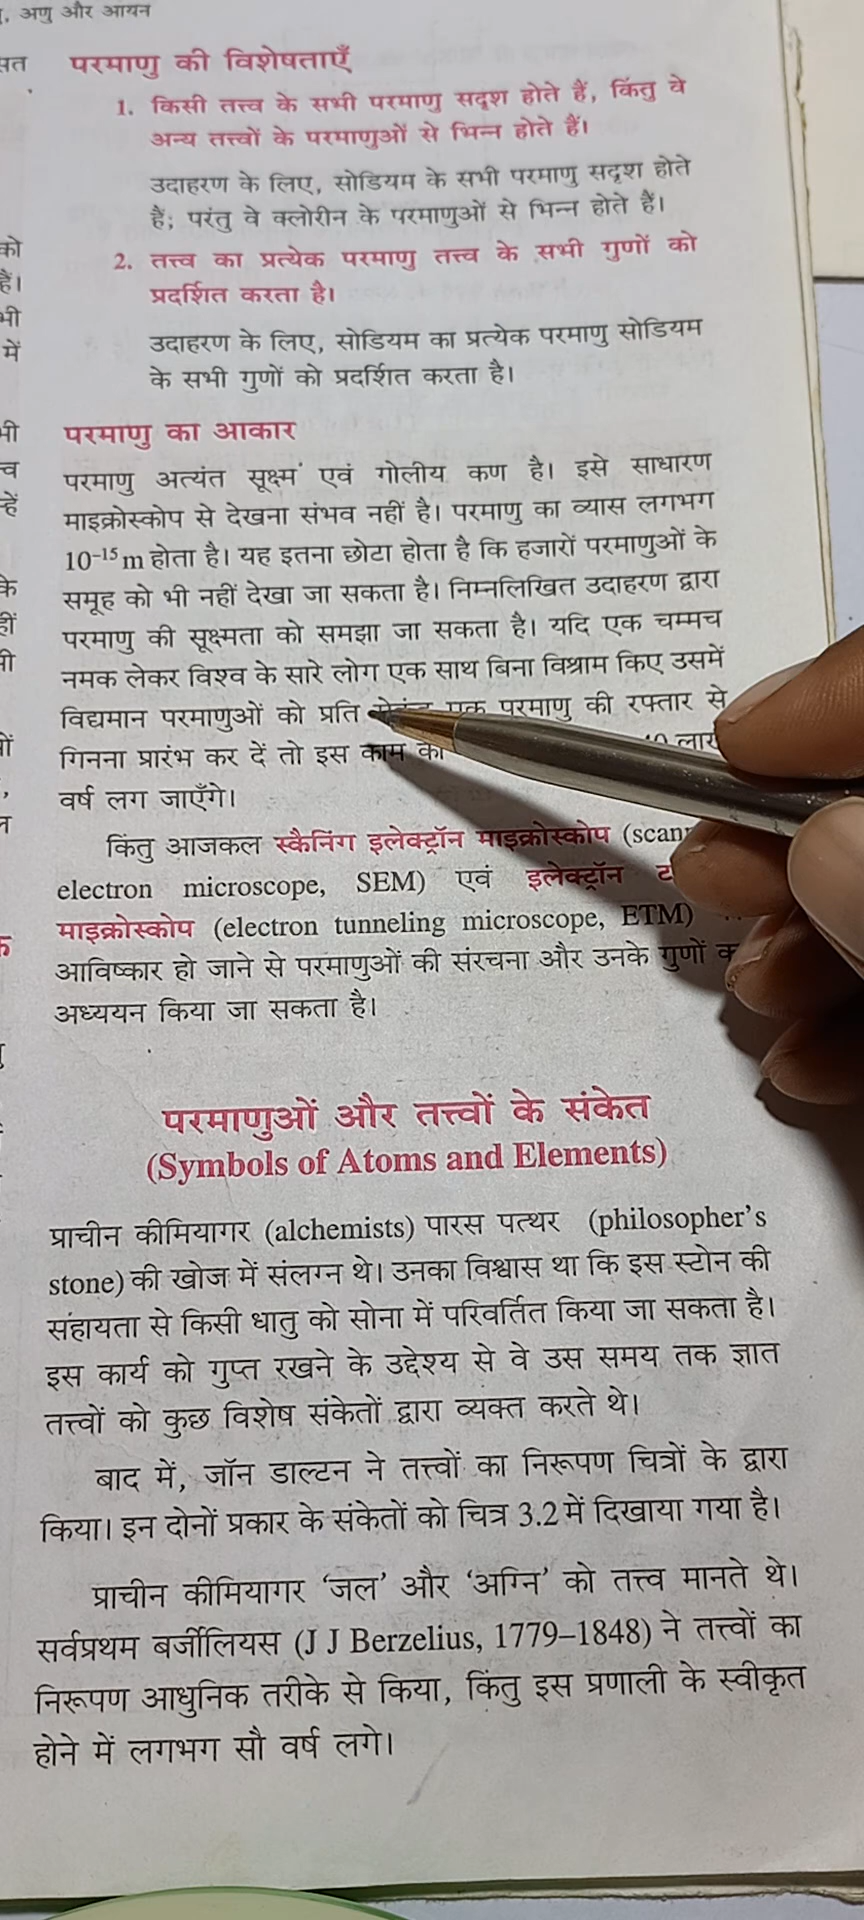 अणु और आयन
परमाणु की विशेषताएँ
1. किसी तत्त्व के सभी परमाणु सदृश होते हैं, किंतु वे
अन्य तत्त्वों के परमाणुओं से भिन्न होते हैं।
उदाहरण के लिए, सोडियम के सभी परमाणु सदृश होते
हैं; परंतु वे क्लोरीन के परमाणुओं से भिन्न होते हैं।
2. तत्त्व का प्रत्येक परमाणु तत्त्व के सभी गुणों को
प्रदर्शित करता है।
उदाहरण के लिए, सोडियम का प्रत्येक परमाणु सोडियम
के सभी गुणों को प्रदर्शित करता है।
परमाणु का आकार
परमाणु अत्यंत सूक्ष्म एवं गोलीय कण है। इसे साधारण
माइक्रोस्कोप से देखना संभव नहीं है। परमाणु का व्यास लगभग
10⁻¹⁵ m होता है। यह इतना छोटा होता है कि हजारों परमाणुओं के
समूह को भी नहीं देखा जा सकता है। निम्नलिखित उदाहरण द्वारा
परमाणु की सूक्ष्मता को समझा जा सकता है। यदि एक चम्मच
नमक लेकर विश्व के सारे लोग एक साथ बिना विश्राम किए उसमें
विद्यमान परमाणुओं को प्रति एक परमाणु की रफ्तार से
गिनना प्रारंभ कर दें तो इस काम को
वर्ष लग जाएँगे।
किंतु आजकल स्कैनिंग इलेक्ट्रॉन माइक्रोस्कोप
electron microscope, SEM) एवं इलेक्ट्रॉन
माइक्रोस्कोप (electron tunneling microscope, ETM)
आविष्कार हो जाने से परमाणुओं की संरचना और उनके गुणों
अध्ययन किया जा सकता है।
परमाणुओं और तत्त्वों के संकेत
(Symbols of Atoms and Elements)
प्राचीन कीमियागर (alchemists) पारस पत्थर (philosopher's
stone) की खोज में संलग्न थे। उनका विश्वास था कि इस स्टोन की
संहायता से किसी धातु को सोना में परिवर्तित किया जा सकता है।
इस कार्य को गुप्त रखने के उद्देश्य से वे उस समय तक ज्ञात
तत्त्वों को कुछ विशेष संकेतों द्वारा व्यक्त करते थे।
बाद में, जॉन डाल्टन ने तत्त्वों का निरूपण चित्रों के द्वारा
किया। इन दोनों प्रकार के संकेतों को चित्र 3.2 में दिखाया गया है।
प्राचीन कीमियागर 'जल' और 'अग्नि' को तत्त्व मानते थे।
सर्वप्रथम बर्जीलियस (J J Berzelius, 1779–1848) ने तत्त्वों का
निरूपण आधुनिक तरीके से किया, किंतु इस प्रणाली के स्वीकृत
होने में लगभग सौ वर्ष लगे।